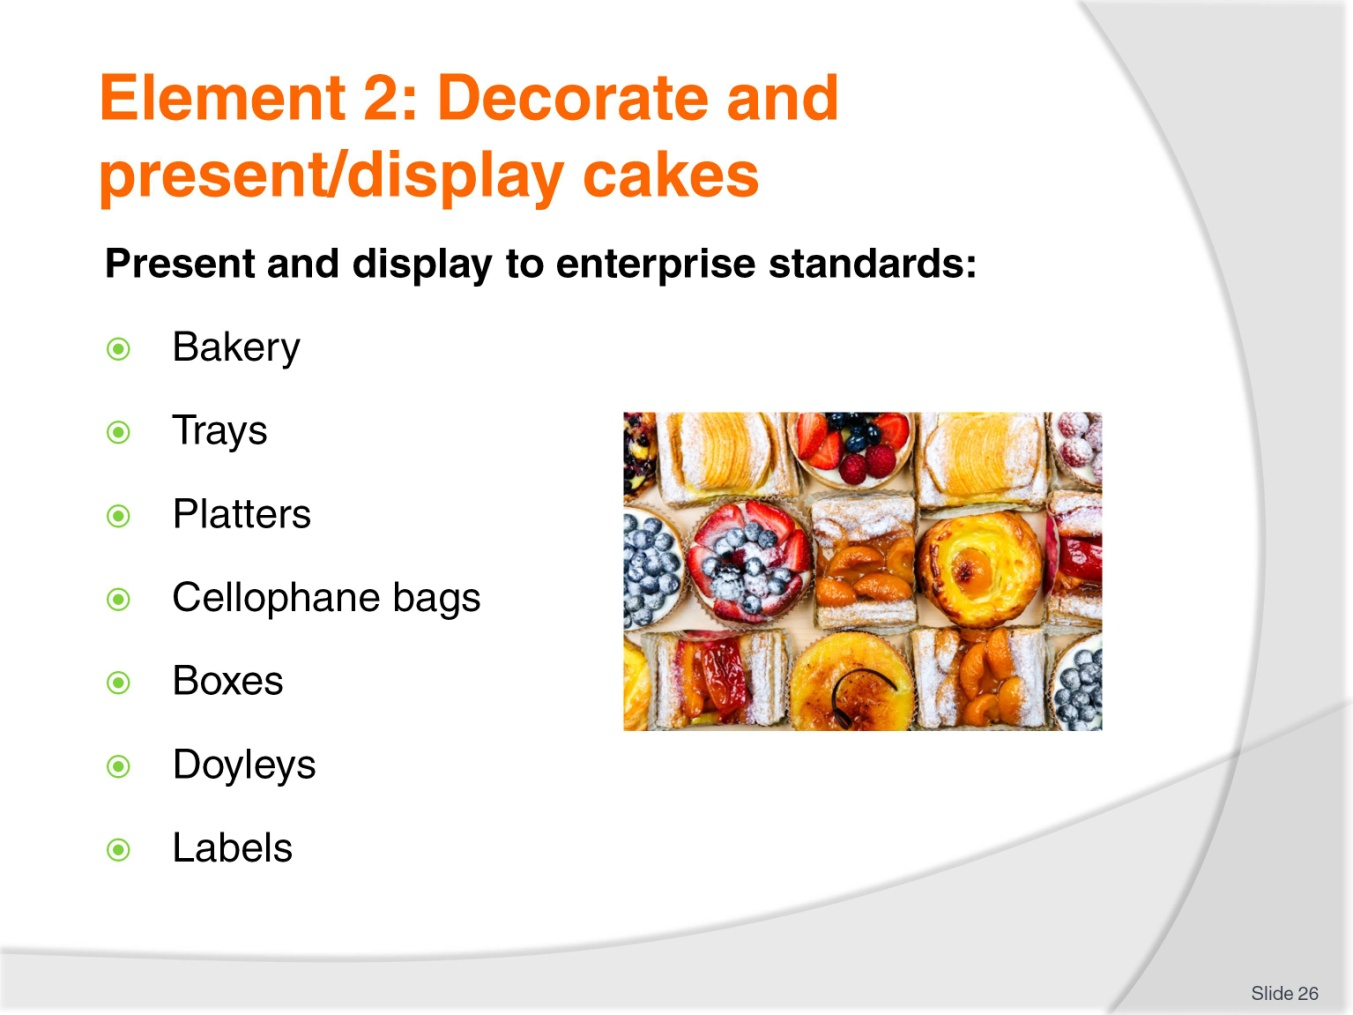 Element 2: Decorate and
present/display cakes
Present and display to enterprise standards:
Bakery
Trays
Platters
Cellophane bags
Boxes
Doyleys
Labels
Slide 26